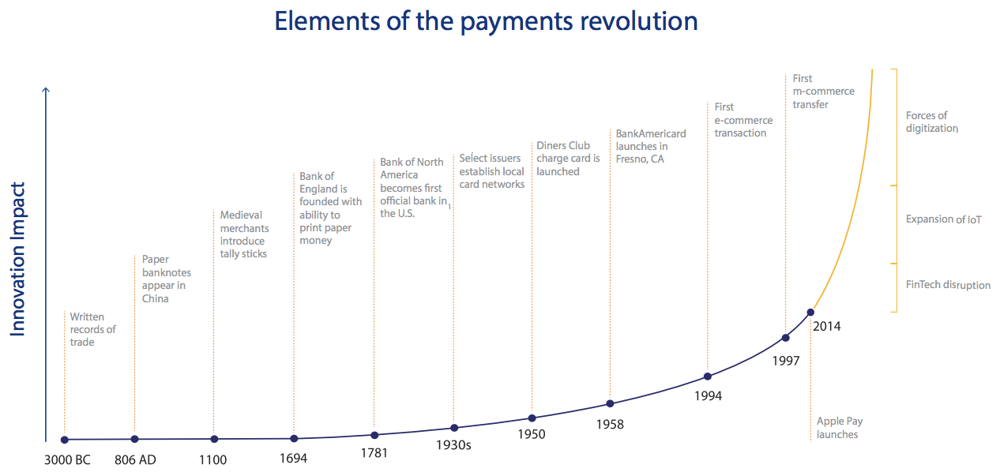 Elements of the payments revolution
Innovation Impact
Written
records of
trade
Paper
banknotes
appear in
China
Medieval
merchants
introduce
tally sticks
Bank of
England is
founded with
ability to
print paper
money
Bank of North
America
becomes first
official bank in
the U.S.
Select issuers
establish local
card networks
Diners Club
charge card is
launched
BankAmericard
launches in
Fresno, CA
First
e-commerce
transaction
First
m-commerce
transfer
Forces of
digitization
Expansion of IoT
FinTech disruption
3000 BC
806 AD
1100
1694
1781
1930s
1950
1958
1994
1997
2014
Apple Pay
launches